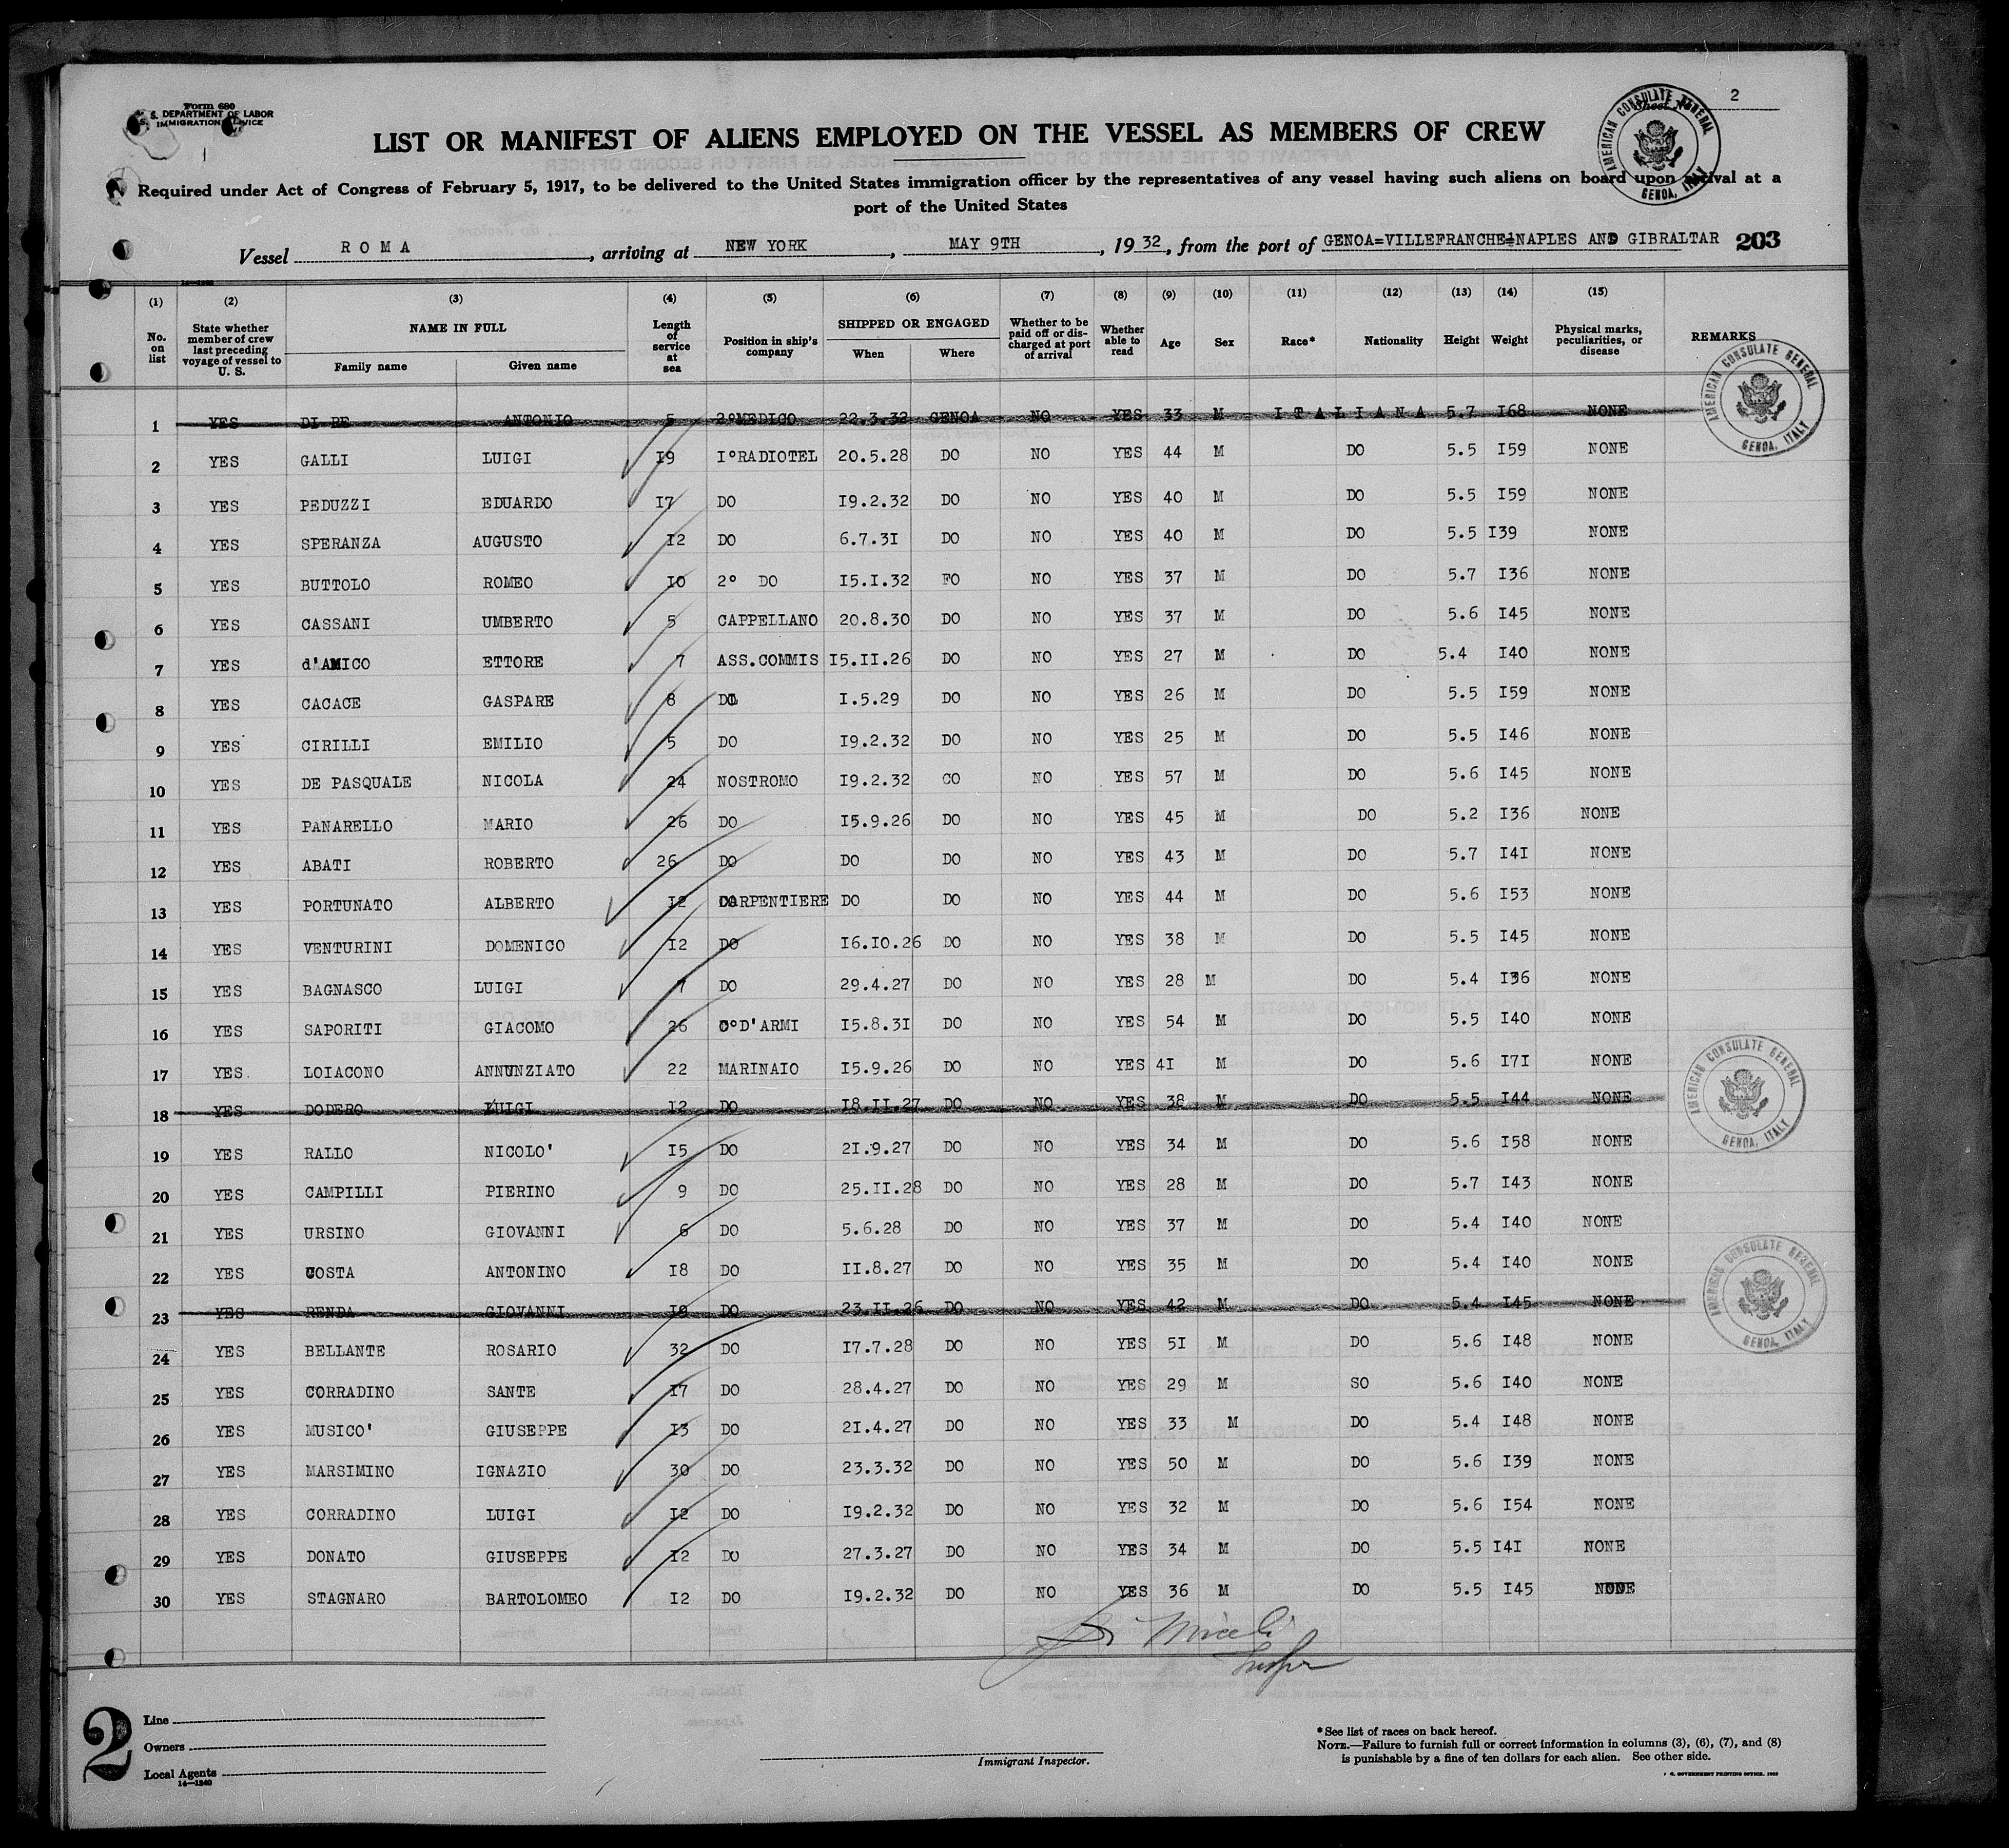 Form 680
U. S. DEPARTMENT OF LABOR
IMMIGRATION SERVICE
Sheet No. 2
AMERICAN CONSULATE GENERAL GENOA, ITALY
LIST OR MANIFEST OF ALIENS EMPLOYED ON THE VESSEL AS MEMBERS OF CREW
Required under Act of Congress of February 5, 1917, to be delivered to the United States immigration officer by the representatives of any vessel having such aliens on board upon arrival at a
port of the United States
Vessel ROMA, arriving at NEW YORK, MAY 9TH, 1932, from the port of GENOA=VILLEFRANCHE=NAPLES AND GIBRALTAR 203
(1) (2) (3) (4) (5) (6) (7) (8) (9) (10) (11) (12) (13) (14) (15)
No. on list | State whether member of crew last preceding voyage of vessel to U. S. | NAME IN FULL Family name Given name | Length of service at sea | Position in ship's company | SHIPPED OR ENGAGED When Where | Whether to be paid off or discharged at port of arrival | Whether able to read | Age | Sex | Race* | Nationality | Height | Weight | Physical marks, peculiarities, or disease | REMARKS
1 YES DI RE ANTONIO 5 2°MEDICO 22.3.32 GENOA NO YES 33 M ITALIANA 5.7 I68 NONE
AMERICAN CONSULATE GENERAL GENOA, ITALY
2 YES GALLI LUIGI I9 I°RADIOTEL 20.5.28 DO NO YES 44 M DO 5.5 I59 NONE
3 YES PEDUZZI EDUARDO I7 DO I9.2.32 DO NO YES 40 M DO 5.5 I59 NONE
4 YES SPERANZA AUGUSTO I2 DO 6.7.3I DO NO YES 40 M DO 5.5 I39 NONE
5 YES BUTTOLO ROMEO IO 2° DO I5.I.32 FO NO YES 37 M DO 5.7 I36 NONE
6 YES CASSANI UMBERTO 5 CAPPELLANO 20.8.30 DO NO YES 37 M DO 5.6 I45 NONE
7 YES d'AMICO ETTORE 7 ASS.COMMIS I5.II.26 DO NO YES 27 M DO 5.4 I40 NONE
8 YES CACACE GASPARE 8 DO I.5.29 DO NO YES 26 M DO 5.5 I59 NONE
9 YES CIRILLI EMILIO 5 DO I9.2.32 DO NO YES 25 M DO 5.5 I46 NONE
10 YES DE PASQUALE NICOLA 24 NOSTROMO I9.2.32 CO NO YES 57 M DO 5.6 I45 NONE
11 YES PANARELLO MARIO 26 DO I5.9.26 DO NO YES 45 M DO 5.2 I36 NONE
12 YES ABATI ROBERTO 26 DO DO DO NO YES 43 M DO 5.7 I4I NONE
13 YES PORTUNATO ALBERTO I2 CARPENTIERE DO DO NO YES 44 M DO 5.6 I53 NONE
14 YES VENTURINI DOMENICO I2 DO I6.IO.26 DO NO YES 38 M DO 5.5 I45 NONE
15 YES BAGNASCO LUIGI 7 DO 29.4.27 DO NO YES 28 M DO 5.4 I36 NONE
16 YES SAPORITI GIACOMO 26 C°D'ARMI I5.8.3I DO NO YES 54 M DO 5.5 I40 NONE
17 YES. LOIACONO ANNUNZIATO 22 MARINAIO I5.9.26 DO NO YES 4I M DO 5.6 I7I NONE
18 YES DODERO LUIGI I2 DO I8.II.27 DO NO YES 38 M DO 5.5 I44 NONE
AMERICAN CONSULATE GENERAL GENOA, ITALY
19 YES RALLO NICOLO' I5 DO 2I.9.27 DO NO YES 34 M DO 5.6 I58 NONE
20 YES CAMPILLI PIERINO 9 DO 25.II.28 DO NO YES 28 M DO 5.7 I43 NONE
21 YES URSINO GIOVANNI 6 DO 5.6.28 DO NO YES 37 M DO 5.4 I40 NONE
22 YES COSTA ANTONINO I8 DO II.8.27 DO NO YES 35 M DO 5.4 I40 NONE
23 YES RENDA GIOVANNI I9 DO 23.II.26 DO NO YES 42 M DO 5.4 I45 NONE
AMERICAN CONSULATE GENERAL GENOA, ITALY
24 YES BELLANTE ROSARIO 32 DO I7.7.28 DO NO YES 5I M DO 5.6 I48 NONE
25 YES CORRADINO SANTE I7 DO 28.4.27 DO NO YES 29 M SO 5.6 I40 NONE
26 YES MUSICO' GIUSEPPE I3 DO 2I.4.27 DO NO YES 33 M DO 5.4 I48 NONE
27 YES MARSIMINO IGNAZIO 30 DO 23.3.32 DO NO YES 50 M DO 5.6 I39 NONE
28 YES CORRADINO LUIGI I2 DO I9.2.32 DO NO YES 32 M DO 5.6 I54 NONE
29 YES DONATO GIUSEPPE I2 DO 27.3.27 DO NO YES 34 M DO 5.5 I4I NONE
30 YES STAGNARO BARTOLOMEO I2 DO I9.2.32 DO NO YES 36 M DO 5.5 I45 NONE
2
Line
Owners
Local Agents
14—1240
Immigrant Inspector.
*See list of races on back hereof.
NOTE.—Failure to furnish full or correct information in columns (3), (6), (7), and (8)
is punishable by a fine of ten dollars for each alien. See other side.